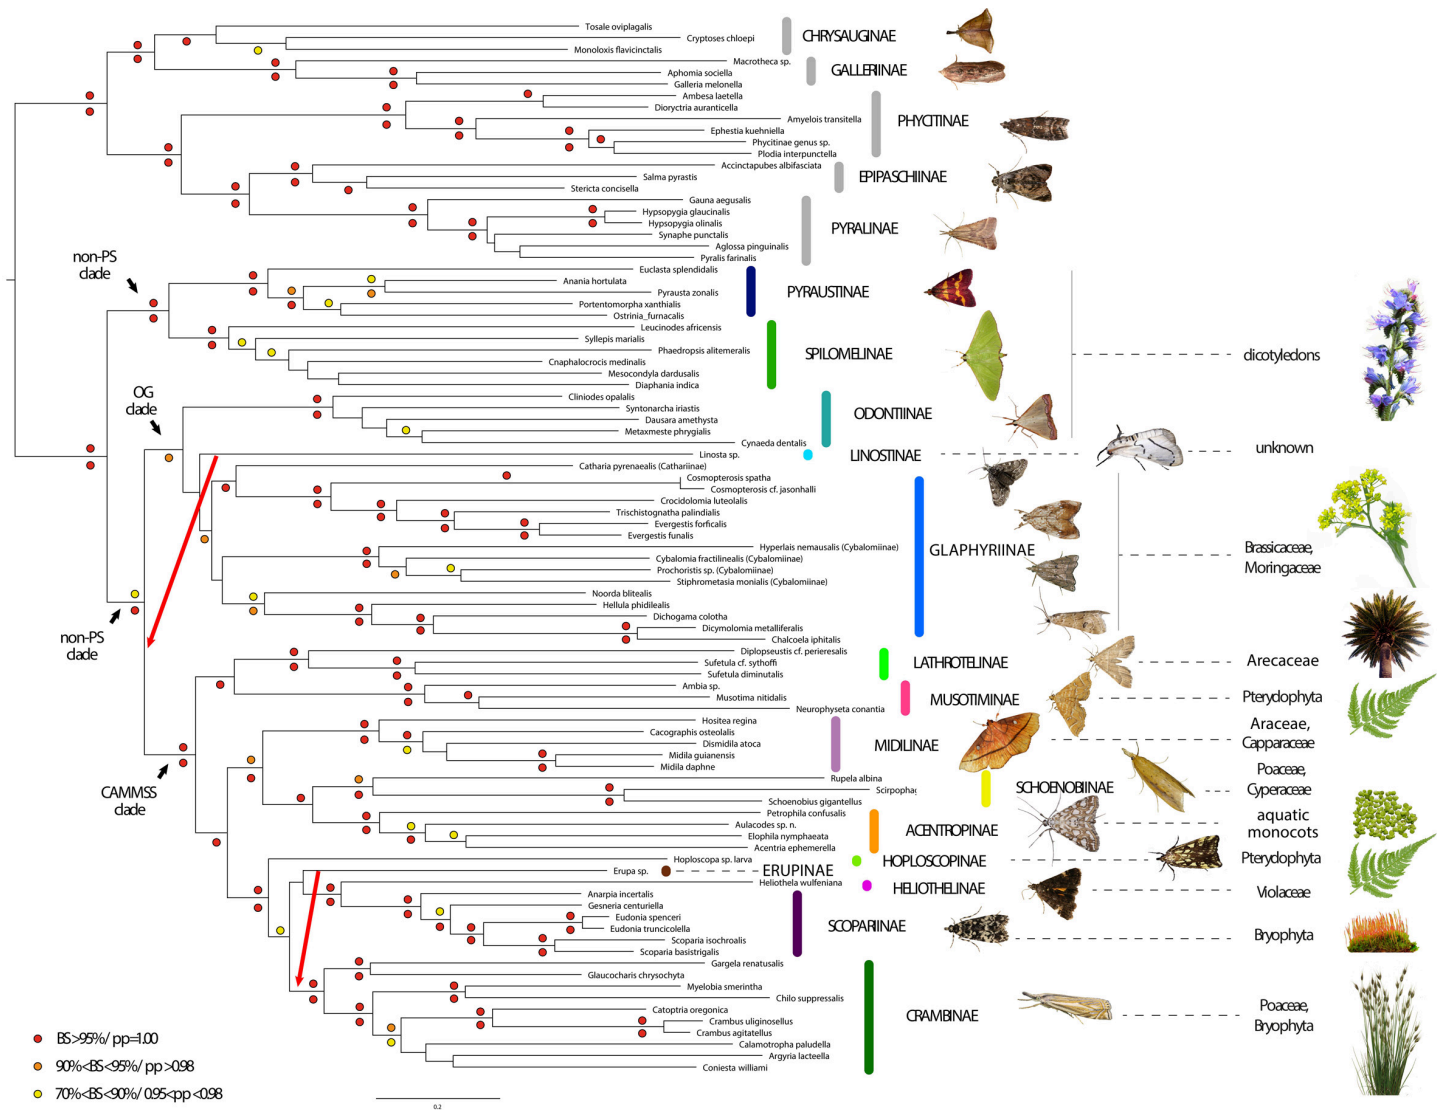 Tosale oviplagalis
Cryptoses chloepi
Monoloxis flavicinctalis
CHRYSAUGINAE
Macrotheca sp.
Aphomia sociella
Galleria melonella
GALLERIINAE
Ambesa laetella
Dioryctria auranticella
Amyelois transitella
Ephestia kuehniella
Phycitinae genus sp.
Plodia interpunctella
PHYCITINAE
Accinctapubes albifasciata
Salma pyrastis
Stericta concisella
EPIPASCHIINAE
Gauna aegusalis
Hypsopygia glaucinalis
Hypsopygia olinalis
Synaphe punctalis
Aglossa pinguinalis
Pyralis farinalis
PYRALINAE
non-PS
clade
Euclasta splendidalis
Anania hortulata
Pyrausta zonalis
Portentomorpha xanthialis
Ostrinia_furnacalis
PYRAUSTINAE
Leucinodes africensis
Syllepis marialis
Phaedropsis alitemeralis
Cnaphalocrocis medinalis
Mesocondyla dardusalis
Diaphania indica
SPILOMELINAE
dicotyledons
OG
clade
Cliniodes opalalis
Syntonarcha iriastis
Dausara amethysta
Metaxmeste phrygialis
Cynaeda dentalis
ODONTIINAE
Linosta sp.
LINOSTINAE
unknown
Catharia pyrenaealis (Cathariinae)
Cosmopterosis spatha
Cosmopterosis cf. jasonhalli
Crocidolomia luteolalis
Trischistognatha palindialis
Evergestis forficalis
Evergestis funalis
Hyperlais nemausalis (Cybalomiinae)
Cybalomia fractilinealis (Cybalomiinae)
Prochoristis sp. (Cybalomiinae)
Stiphrometasia monialis (Cybalomiinae)
Noorda blitealis
Hellula phidilealis
Dichogama colotha
Dicymolomia metalliferalis
Chalcoela iphitalis
GLAPHYRIINAE
Brassicaceae,
Moringaceae
non-PS
clade
Diplopseustis cf. perieresalis
Sufetula cf. sythoffi
Sufetula diminutalis
LATHROTELINAE
Arecaceae
Ambia sp.
Musotima nitidalis
Neurophyseta conantia
MUSOTIMINAE
Pterydophyta
Hositea regina
Cacographis osteolalis
Dismidila atoca
Midila guianensis
Midila daphne
MIDILINAE
Araceae,
Capparaceae
CAMMSS
clade
Rupela albina
Scirpophag
Schoenobius gigantellus
SCHOENOBIINAE
Poaceae,
Cyperaceae
Petrophila confusalis
Aulacodes sp. n.
Elophila nymphaeata
Acentria ephemerella
ACENTROPINAE
aquatic
monocots
Hoploscopa sp. larva
HOPLOSCOPINAE
Pterydophyta
Erupa sp.
ERUPINAE
Heliothela wulfeniana
HELIOTHELINAE
Violaceae
Anarpia incertalis
Gesneria centuriella
Eudonia spenceri
Eudonia truncicolella
Scoparia isochroalis
Scoparia basistrigalis
SCOPARIINAE
Bryophyta
Gargela renatusalis
Glaucocharis chrysochyta
Myelobia smerintha
Chilo suppressalis
Catoptria oregonica
Crambus uliginosellus
Crambus agitatellus
Calamotropha paludella
Argyria lacteella
Coniesta williami
CRAMBINAE
Poaceae,
Bryophyta
BS>95%/ pp=1.00
90%<BS<95%/ pp >0.98
70%<BS<90%/ 0.95<pp <0.98
0.2